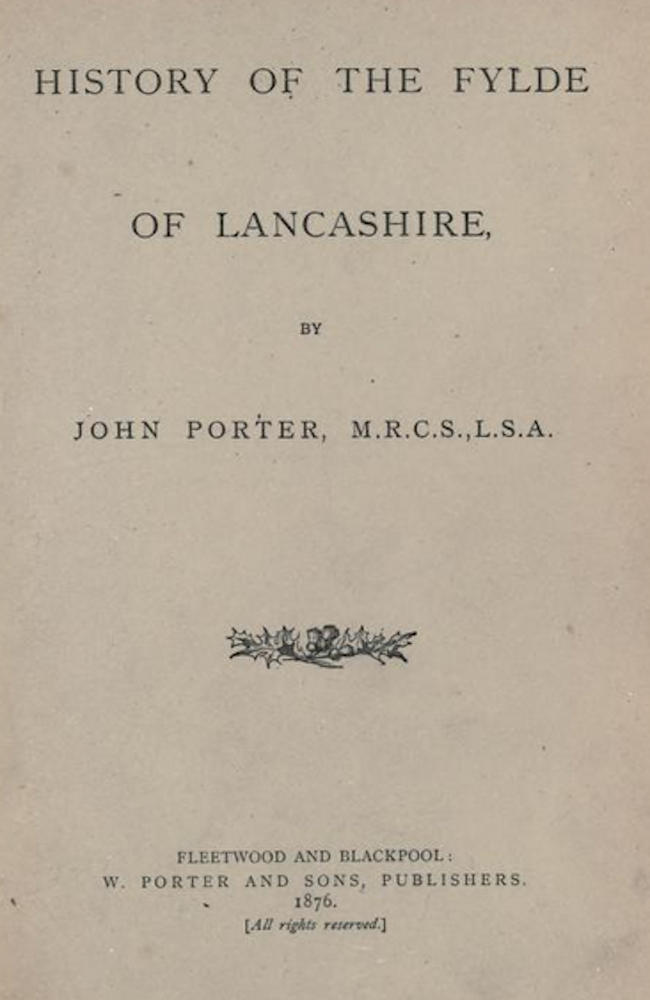 HISTORY OF THE FYLDE
OF LANCASHIRE,
BY
JOHN PORTER, M.R.C.S.,L.S.A.
FLEETWOOD AND BLACKPOOL:
W. PORTER AND SONS, PUBLISHERS.
1876.
[All rights reserved.]